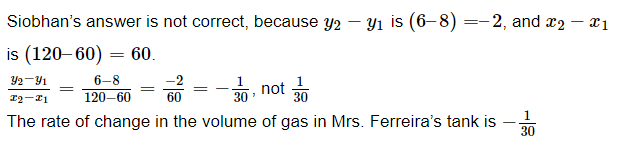 Siobhan's answer is not correct, because y₂ − y₁ is (6–8) =−2, and x₂ − x₁
is (120–60) = 60.
(y₂−y₁)/(x₂−x₁) = (6–8)/(120–60) = −2/60 = −1/30, not 1/30
The rate of change in the volume of gas in Mrs. Ferreira's tank is −1/30